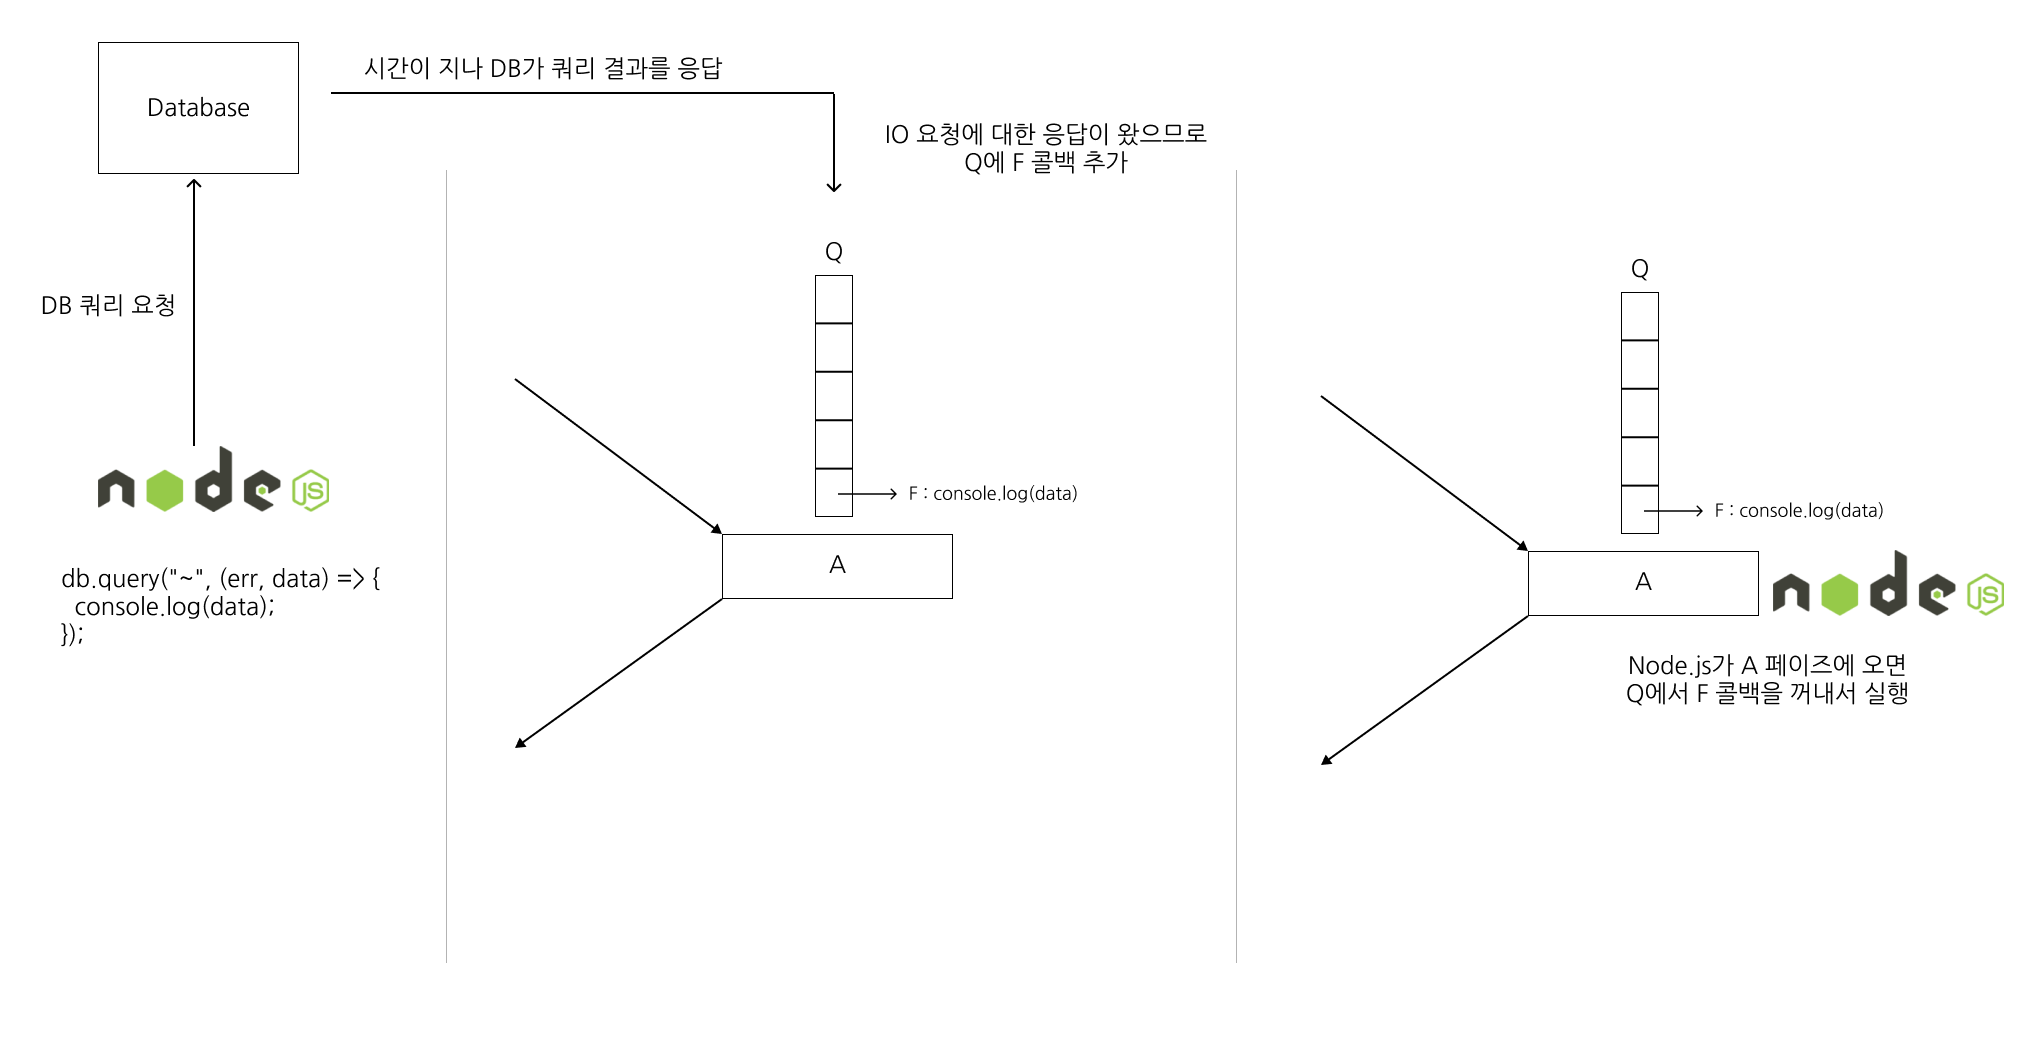 Database
시간이 지나 DB가 쿼리 결과를 응답
DB 쿼리 요청
node
JS
db.query("~", (err, data) => {
console.log(data);
});
IO 요청에 대한 응답이 왔으므로
Q에 F 콜백 추가
Q
F : console.log(data)
A
Q
F : console.log(data)
A
node
JS
Node.js가 A 페이즈에 오면
Q에서 F 콜백을 꺼내서 실행